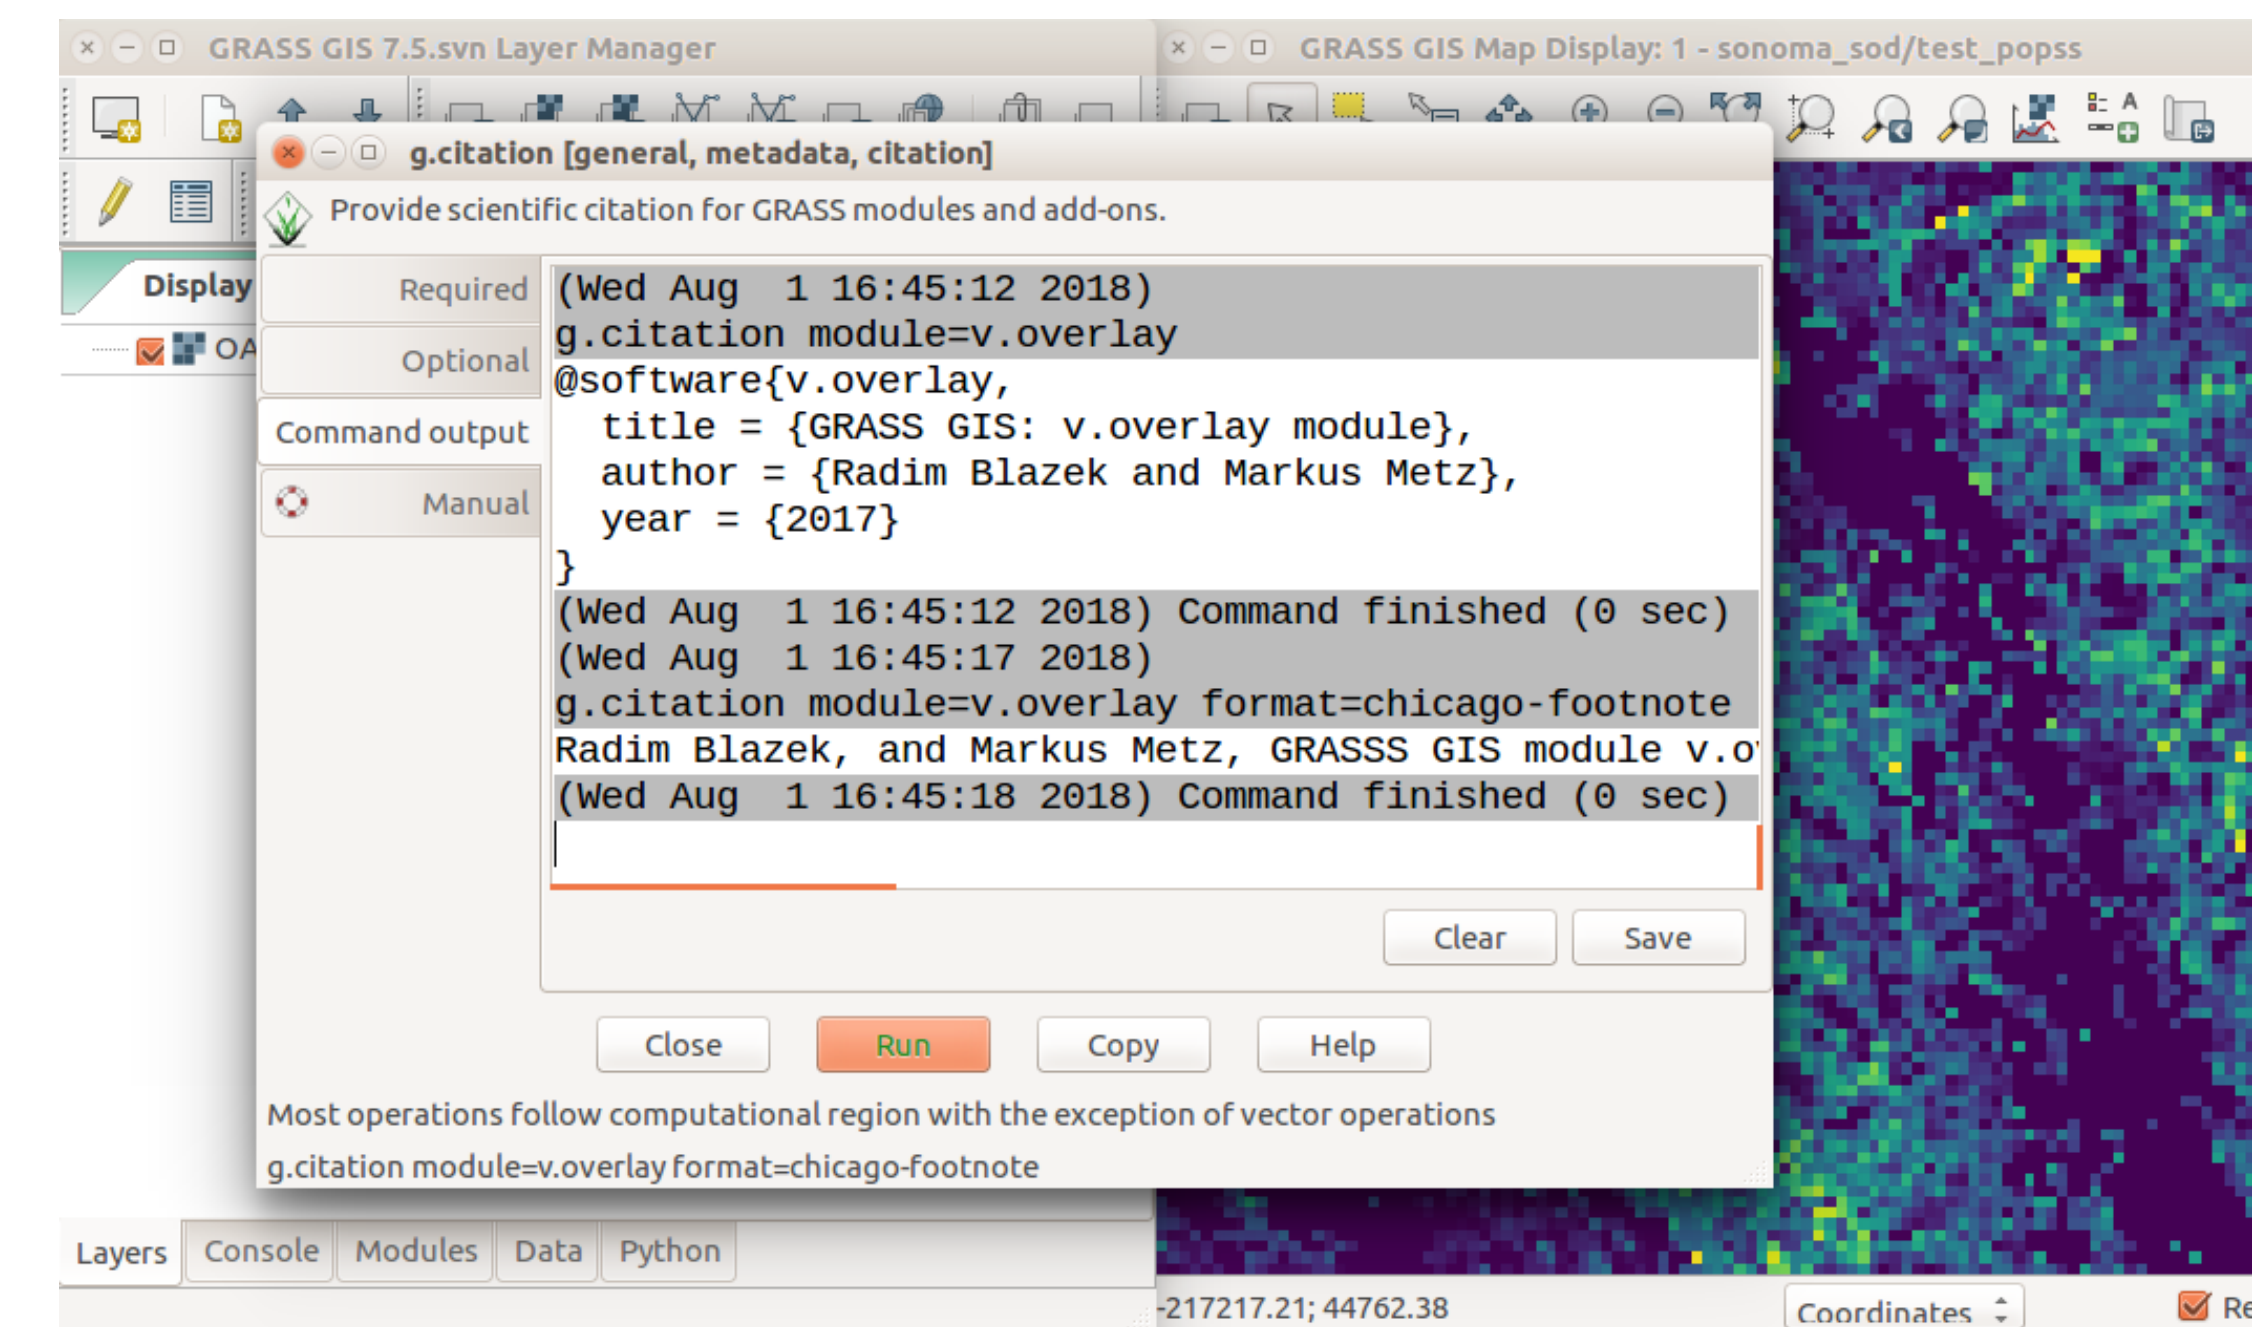 GRASS GIS 7.5.svn Layer Manager
GRASS GIS Map Display: 1 - sonoma_sod/test_popss
A
g.citation [general, metadata, citation]
Provide scientific citation for GRASS modules and add-ons.
Display
OA
Required
Optional
Command output
Manual
(Wed Aug  1 16:45:12 2018)
g.citation module=v.overlay
@software{v.overlay,
  title = {GRASS GIS: v.overlay module},
  author = {Radim Blazek and Markus Metz},
  year = {2017}
}
(Wed Aug  1 16:45:12 2018) Command finished (0 sec)
(Wed Aug  1 16:45:17 2018)
g.citation module=v.overlay format=chicago-footnote
Radim Blazek, and Markus Metz, GRASSS GIS module v.o
(Wed Aug  1 16:45:18 2018) Command finished (0 sec)
Clear
Save
Close
Run
Copy
Help
Most operations follow computational region with the exception of vector operations
g.citation module=v.overlay format=chicago-footnote
Layers
Console
Modules
Data
Python
-217217.21; 44762.38
Coordinates
Re